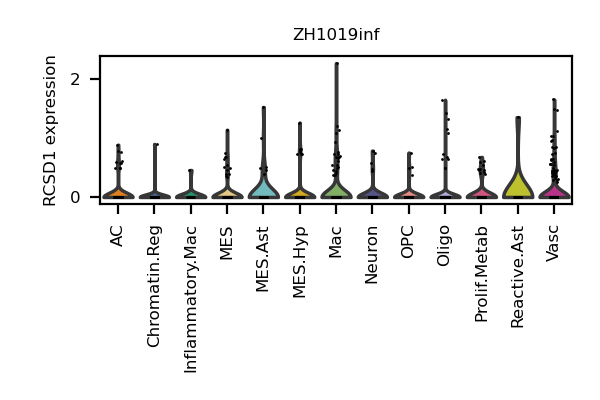 ZH1019inf
RCSD1 expression
2
0
AC
Chromatin.Reg
Inflammatory.Mac
MES
MES.Ast
MES.Hyp
Mac
Neuron
OPC
Oligo
Prolif.Metab
Reactive.Ast
Vasc